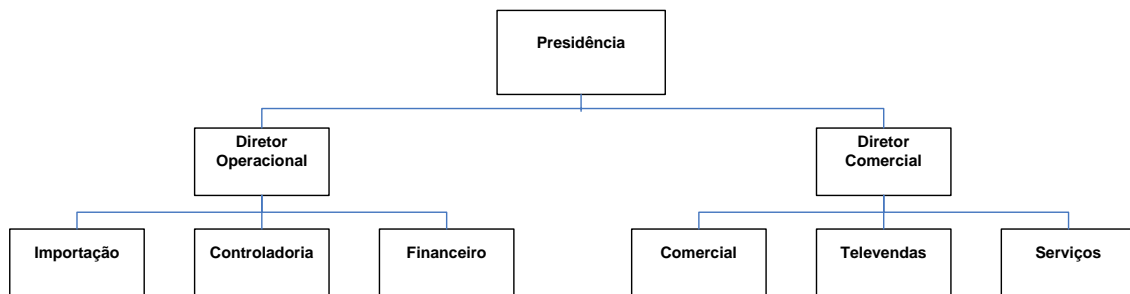 Presidência
Diretor
Operacional
Diretor
Comercial
Importação
Controladoria
Financeiro
Comercial
Televendas
Serviços